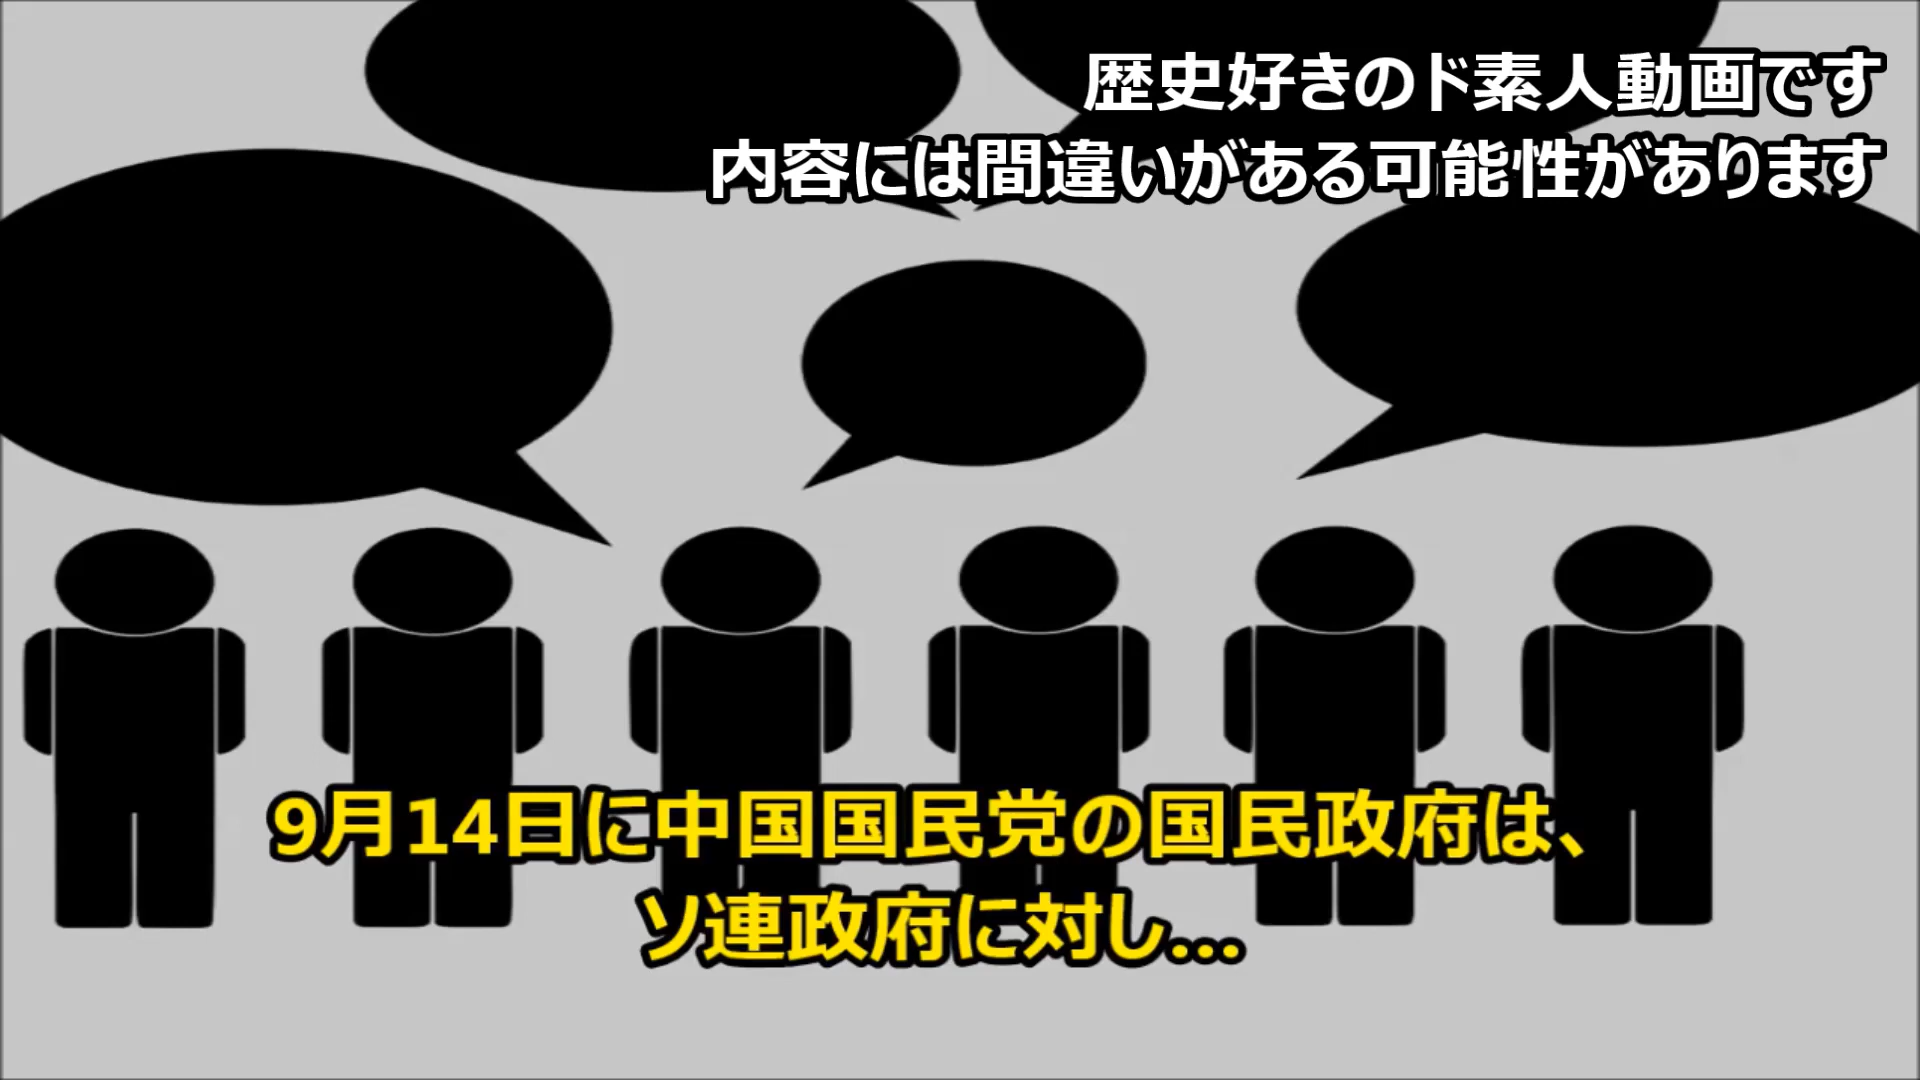 歴史好きのド素人動画です
内容には間違いがある可能性があります
9月14日に中国国民党の国民政府は、
ソ連政府に対し...